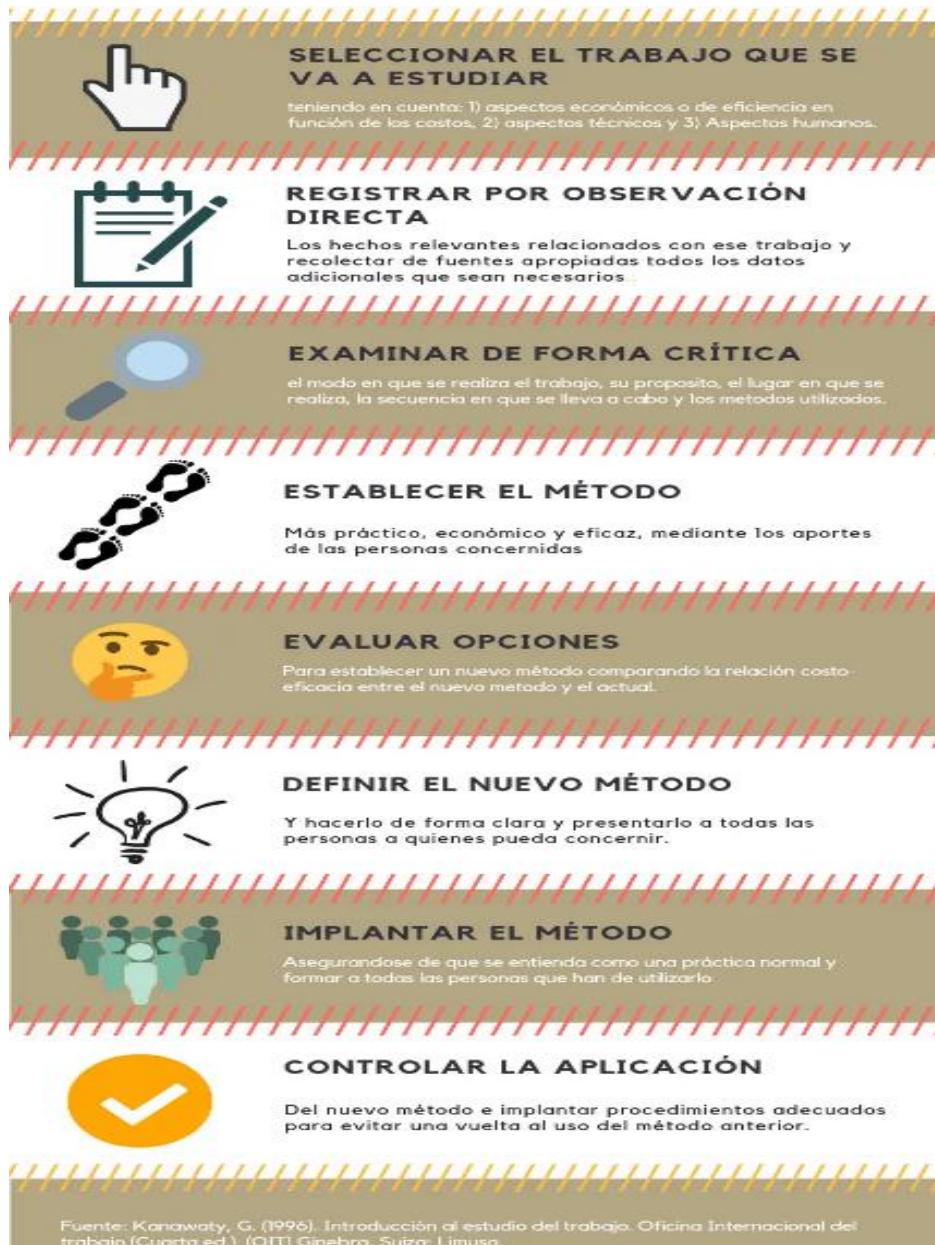 SELECCIONAR EL TRABAJO QUE SE
VA A ESTUDIAR
teniendo en cuenta: 1) aspectos económicos o de eficiencia en
función de los costos, 2) aspectos técnicos y 3) Aspectos humanos.
REGISTRAR POR OBSERVACIÓN
DIRECTA
Los hechos relevantes relacionados con ese trabajo y
recolectar de fuentes apropiadas todos los datos
adicionales que sean necesarios
EXAMINAR DE FORMA CRÍTICA
el modo en que se realiza el trabajo, su proposito, el lugar en que se
realiza, la secuencia en que se lleva a cabo y los metodos utilizados.
ESTABLECER EL MÉTODO
Más práctico, económico y eficaz, mediante los aportes
de las personas concernidas
EVALUAR OPCIONES
Para establecer un nuevo método comparando la relación costo-
eficacia entre el nuevo metodo y el actual.
DEFINIR EL NUEVO MÉTODO
Y hacerlo de forma clara y presentarlo a todas las
personas a quienes pueda concernir.
IMPLANTAR EL MÉTODO
Asegurandose de que se entienda como una práctica normal y
formar a todas las personas que han de utilizarlo
CONTROLAR LA APLICACIÓN
Del nuevo método e implantar procedimientos adecuados
para evitar una vuelta al uso del método anterior.
Fuente: Kanawaty, G. (1996). Introducción al estudio del trabajo. Oficina Internacional del
trabajo (Cuarta ed.). (OIT) Ginebra, Suiza: Limusa.